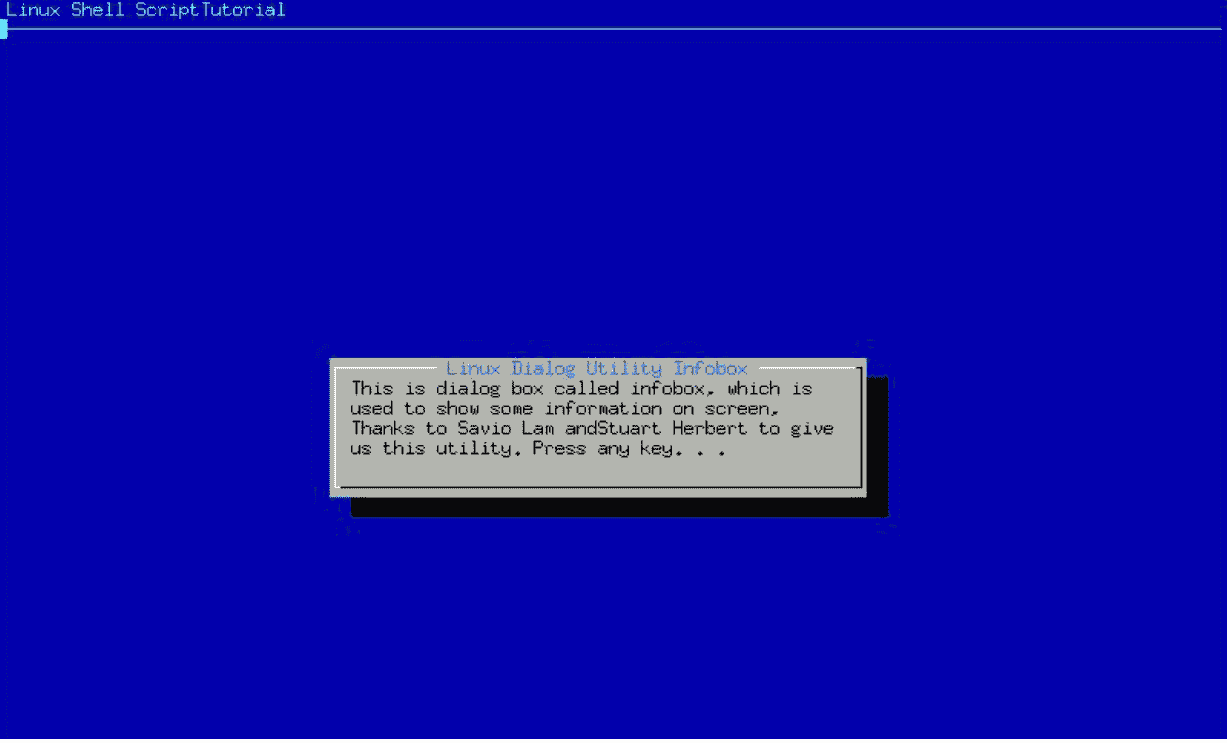 Linux Shell ScriptTutorial
Linux Dialog Utility Infobox
This is dialog box called infobox, which is
used to show some information on screen,
Thanks to Savio Lam andStuart Herbert to give
us this utility. Press any key. . .